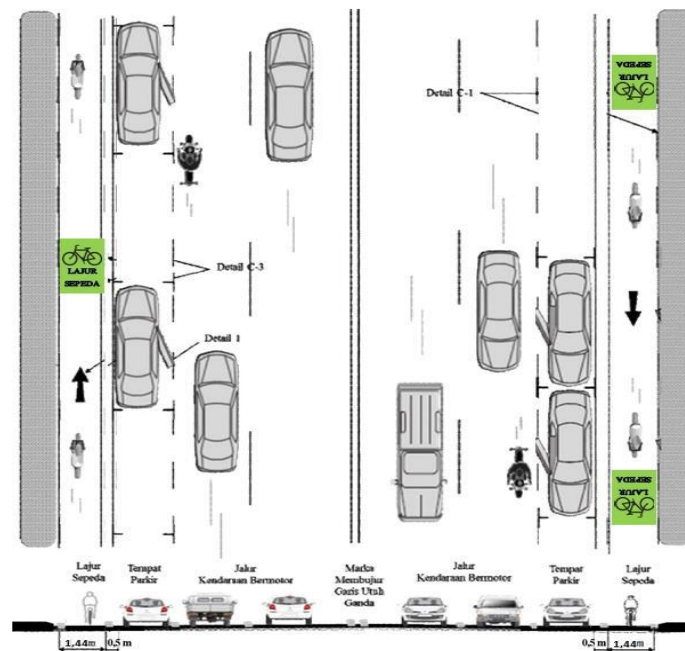 LAJUR
SEPEDA
Detail C-1
LAJUR
SEPEDA
Detail C-3
Detail 1
LAJUR
SEPEDA
Lajur
Sepeda
Tempat
Parkir
Jalur
Kendaraan Bermotor
Marka
Membujur
Garis Utuh
Ganda
Jalur
Kendaraan Bermotor
Tempat
Parkir
Lajur
Sepeda
1,44m
0,5 m
0,5 m
1,44m